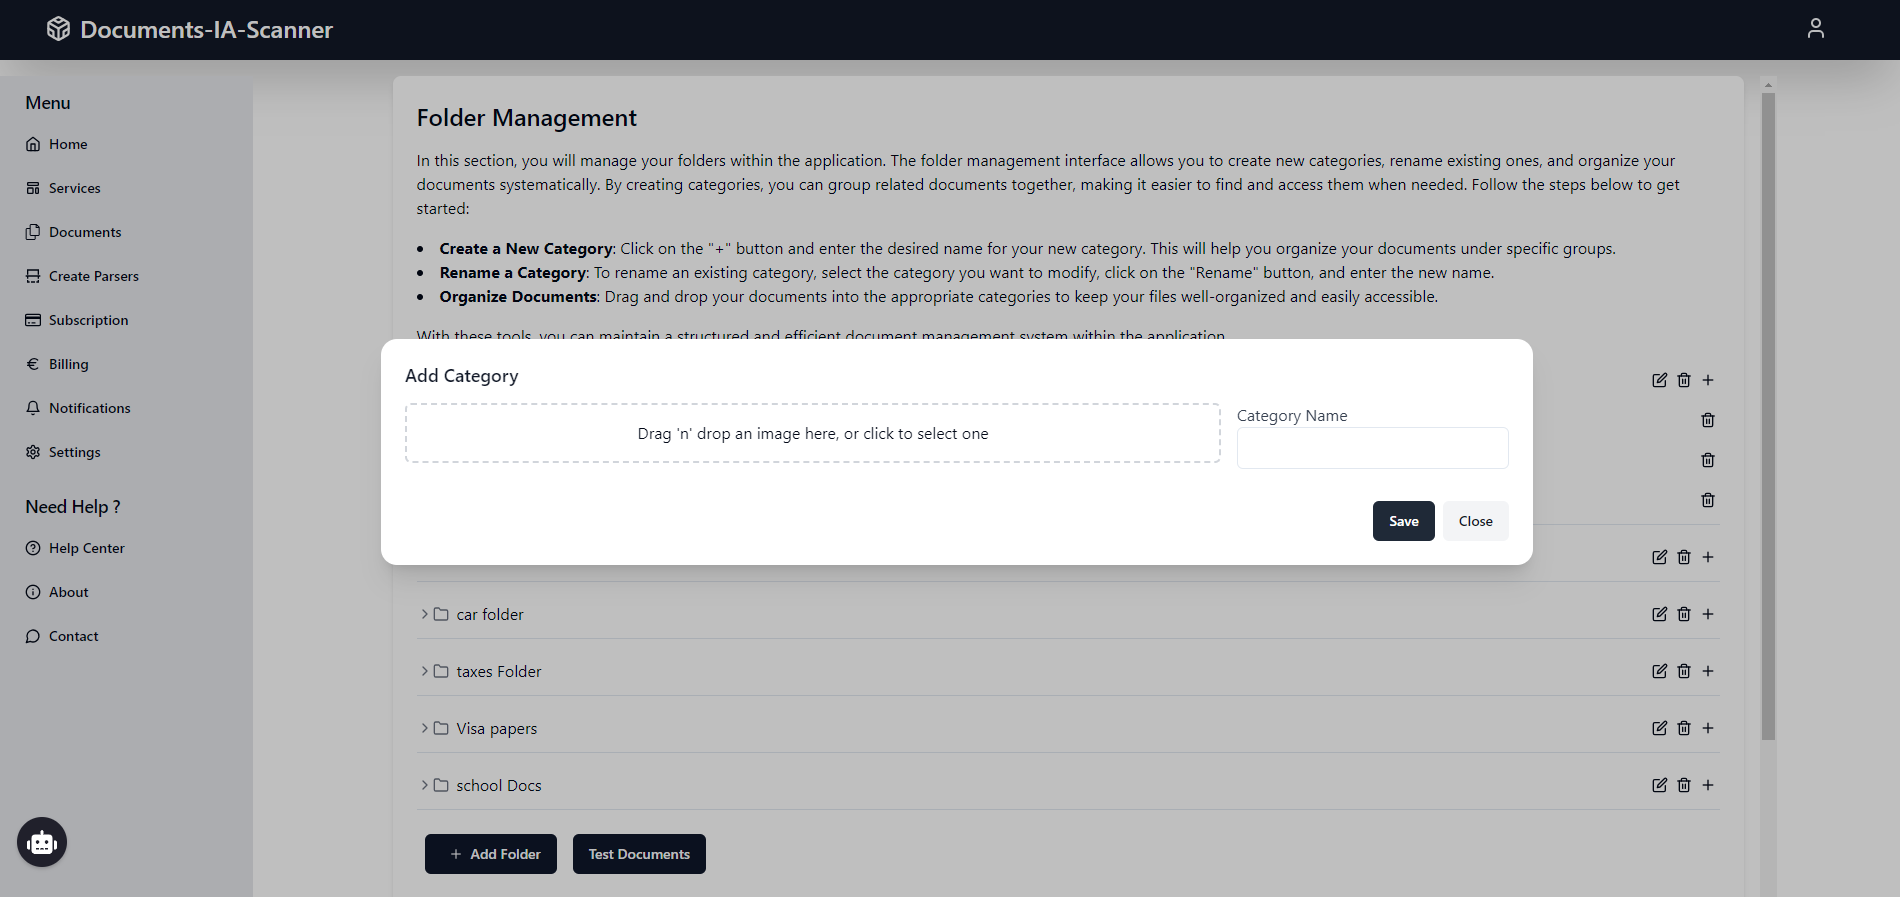 Documents-IA-Scanner
Menu
Home
Services
Documents
Create Parsers
Subscription
Billing
Notifications
Settings
Need Help ?
Help Center
About
Contact
Folder Management
In this section, you will manage your folders within the application. The folder management interface allows you to create new categories, rename existing ones, and organize your
documents systematically. By creating categories, you can group related documents together, making it easier to find and access them when needed. Follow the steps below to get
started:
Create a New Category: Click on the "+" button and enter the desired name for your new category. This will help you organize your documents under specific groups.
Rename a Category: To rename an existing category, select the category you want to modify, click on the "Rename" button, and enter the new name.
Organize Documents: Drag and drop your documents into the appropriate categories to keep your files well-organized and easily accessible.
With these tools, you can maintain a structured and efficient document management system within the application.
Add Category
Drag 'n' drop an image here, or click to select one
Category Name
Save
Close
car folder
taxes Folder
Visa papers
school Docs
+ Add Folder
Test Documents